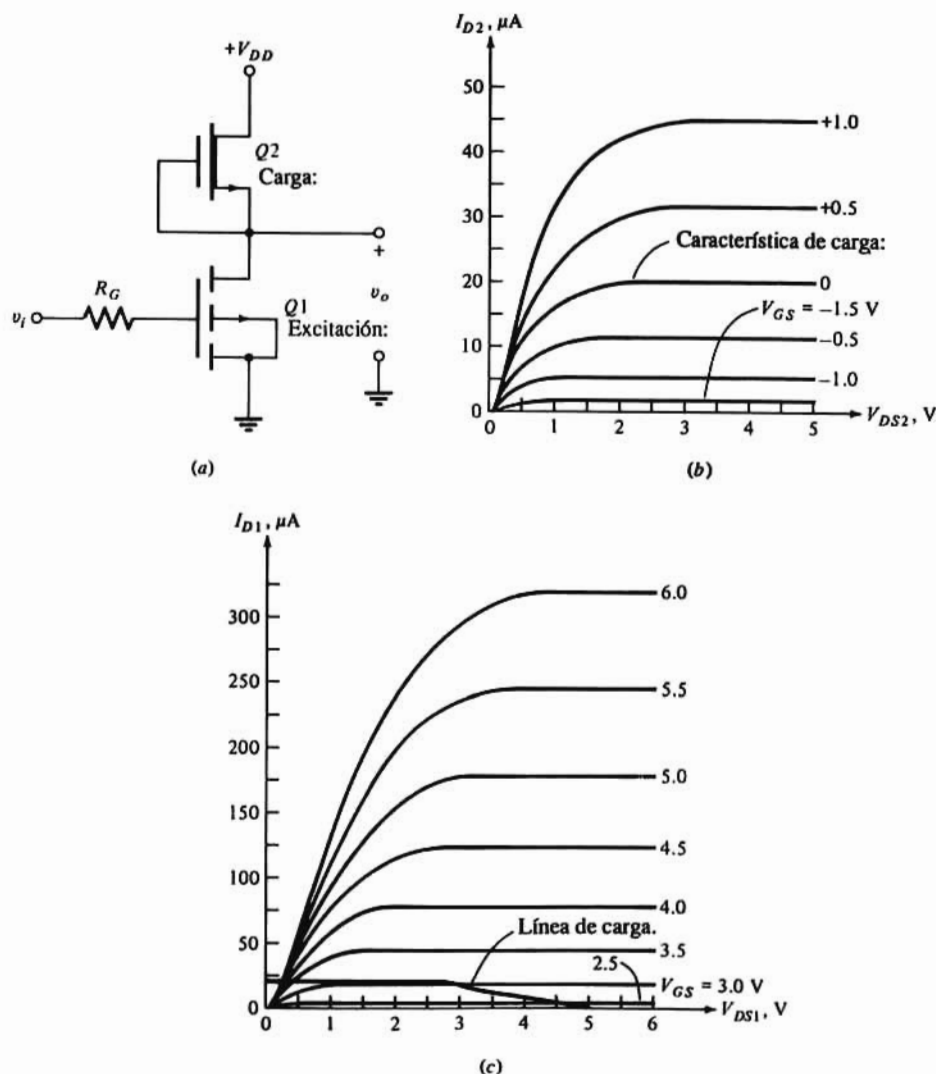 +V_DD
Q2
Carga:
+
R_G
v_i
Q1
v_o
Excitación:
(a)
I_D2, µA
50
40
30
20
10
0
+1.0
+0.5
Característica de carga:
0
V_GS = −1.5 V
−0.5
−1.0
0 1 2 3 4 5
V_DS2, V
(b)
I_D1, µA
300
250
200
150
100
75
50
25
0
6.0
5.5
5.0
4.5
4.0
Línea de carga.
3.5
2.5
V_GS = 3.0 V
0 1 2 3 4 5 6
V_DS1, V
(c)